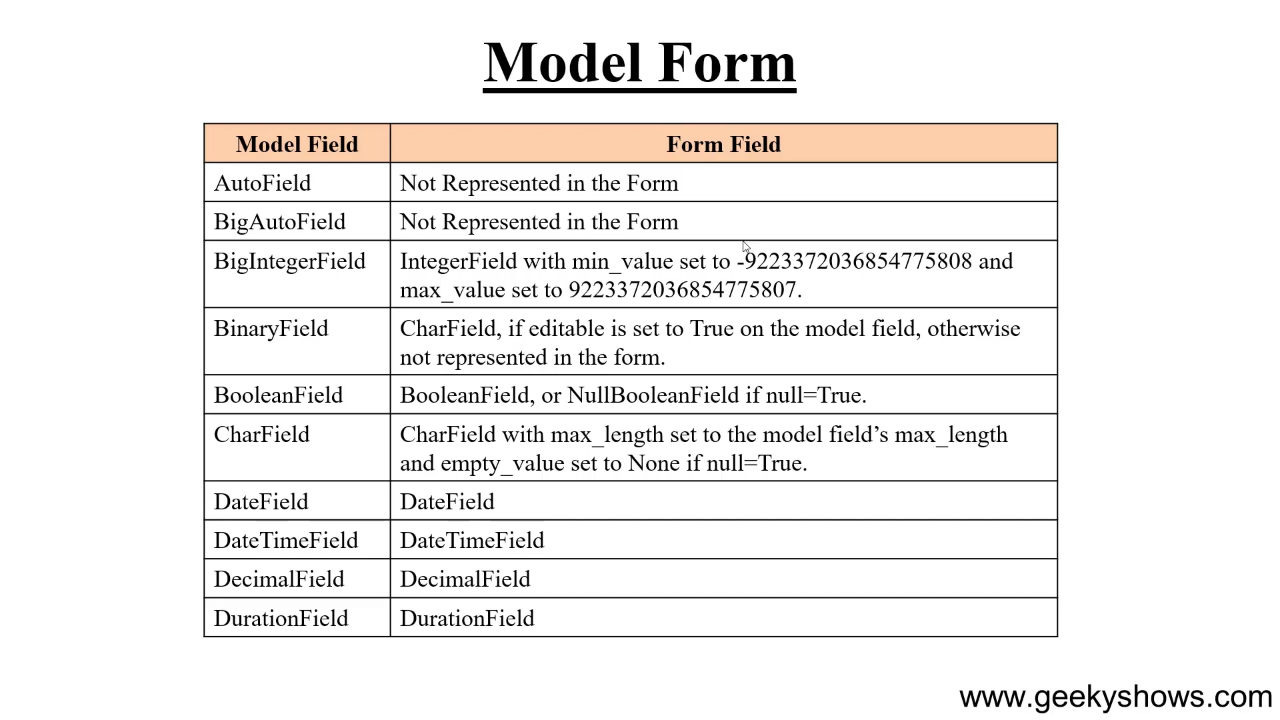 Model Form
Model Field Form Field
AutoField Not Represented in the Form
BigAutoField Not Represented in the Form
BigIntegerField IntegerField with min_value set to -9223372036854775808 and
max_value set to 9223372036854775807.
BinaryField CharField, if editable is set to True on the model field, otherwise
not represented in the form.
BooleanField BooleanField, or NullBooleanField if null=True.
CharField CharField with max_length set to the model field’s max_length
and empty_value set to None if null=True.
DateField DateField
DateTimeField DateTimeField
DecimalField DecimalField
DurationField DurationField
www.geekyshows.com